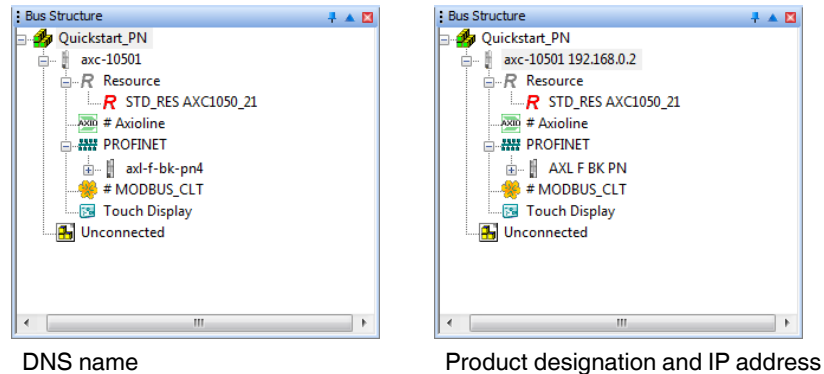 Bus Structure
Quickstart_PN
axc-10501
Resource
R STD_RES AXC1050_21
AXIO # Axioline
PROFINET
axl-f-bk-pn4
# MODBUS_CLT
Touch Display
Unconnected
DNS name
Bus Structure
Quickstart_PN
axc-10501 192.168.0.2
Resource
R STD_RES AXC1050_21
AXIO # Axioline
PROFINET
AXL F BK PN
# MODBUS_CLT
Touch Display
Unconnected
Product designation and IP address